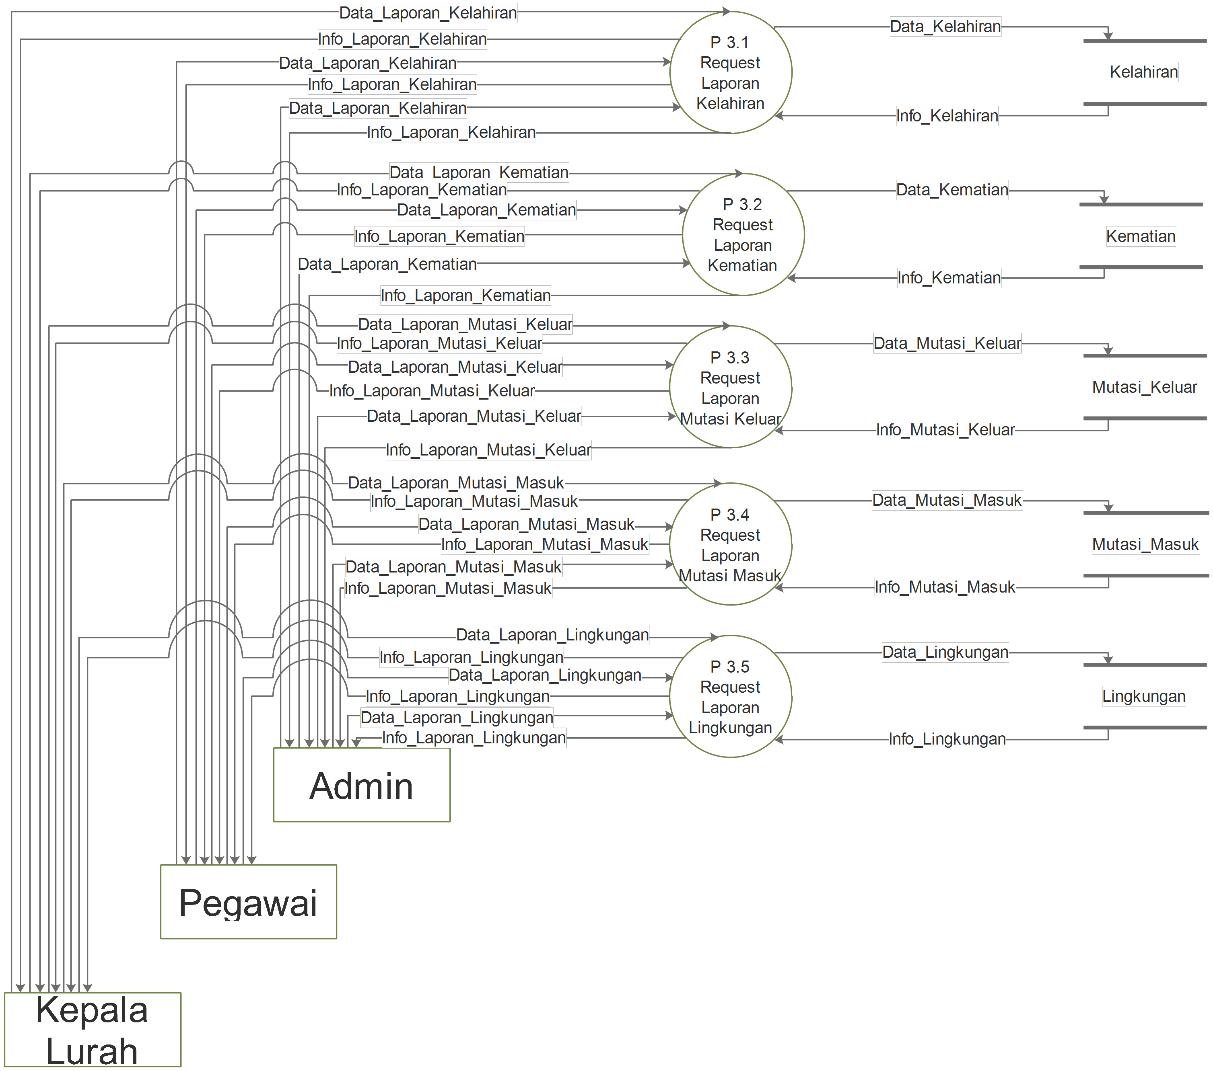 Data_Laporan_Kelahiran
Info_Laporan_Kelahiran
Data_Laporan_Kelahiran
Info_Laporan_Kelahiran
Data_Laporan_Kelahiran
Info_Laporan_Kelahiran
P 3.1
Request
Laporan
Kelahiran
Data_Kelahiran
Kelahiran
Info_Kelahiran
Data_Laporan_Kematian
Info_Laporan_Kematian
Data_Laporan_Kematian
Info_Laporan_Kematian
Data_Laporan_Kematian
Info_Laporan_Kematian
P 3.2
Request
Laporan
Kematian
Data_Kematian
Kematian
Info_Kematian
Data_Laporan_Mutasi_Keluar
Info_Laporan_Mutasi_Keluar
Data_Laporan_Mutasi_Keluar
Info_Laporan_Mutasi_Keluar
Data_Laporan_Mutasi_Keluar
Info_Laporan_Mutasi_Keluar
P 3.3
Request
Laporan
Mutasi Keluar
Data_Mutasi_Keluar
Mutasi_Keluar
Info_Mutasi_Keluar
Data_Laporan_Mutasi_Masuk
Info_Laporan_Mutasi_Masuk
Data_Laporan_Mutasi_Masuk
Info_Laporan_Mutasi_Masuk
Data_Laporan_Mutasi_Masuk
Info_Laporan_Mutasi_Masuk
P 3.4
Request
Laporan
Mutasi Masuk
Data_Mutasi_Masuk
Mutasi_Masuk
Info_Mutasi_Masuk
Data_Laporan_Lingkungan
Info_Laporan_Lingkungan
Data_Laporan_Lingkungan
Info_Laporan_Lingkungan
Data_Laporan_Lingkungan
Info_Laporan_Lingkungan
P 3.5
Request
Laporan
Lingkungan
Data_Lingkungan
Lingkungan
Info_Lingkungan
Admin
Pegawai
Kepala
Lurah